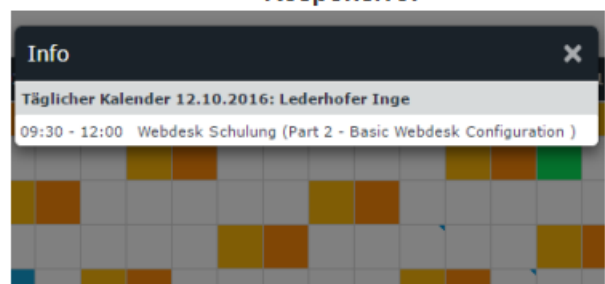 Info
Täglicher Kalender 12.10.2016: Lederhofer Inge
09:30 - 12:00 Webdesk Schulung (Part 2 - Basic Webdesk Configuration )